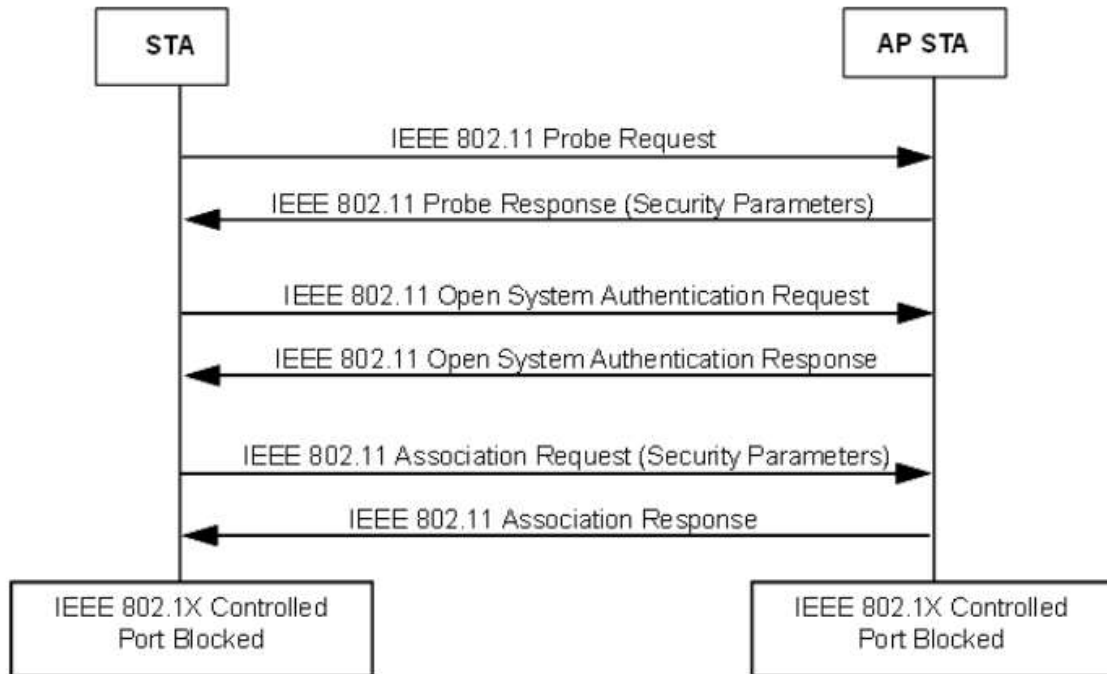 STA
AP STA
IEEE 802.11 Probe Request
IEEE 802.11 Probe Response (Security Parameters)
IEEE 802.11 Open System Authentication Request
IEEE 802.11 Open System Authentication Response
IEEE 802.11 Association Request (Security Parameters)
IEEE 802.11 Association Response
IEEE 802.1X Controlled
Port Blocked
IEEE 802.1X Controlled
Port Blocked